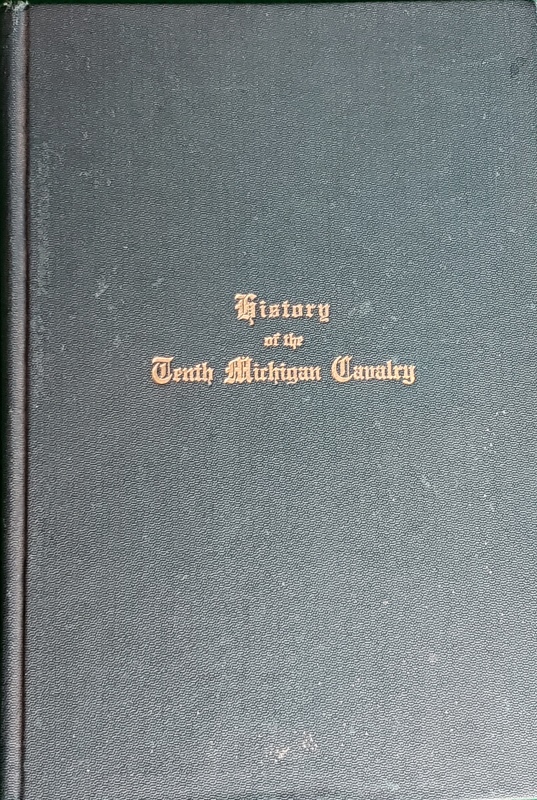 History
of the
Tenth Michigan Cavalry